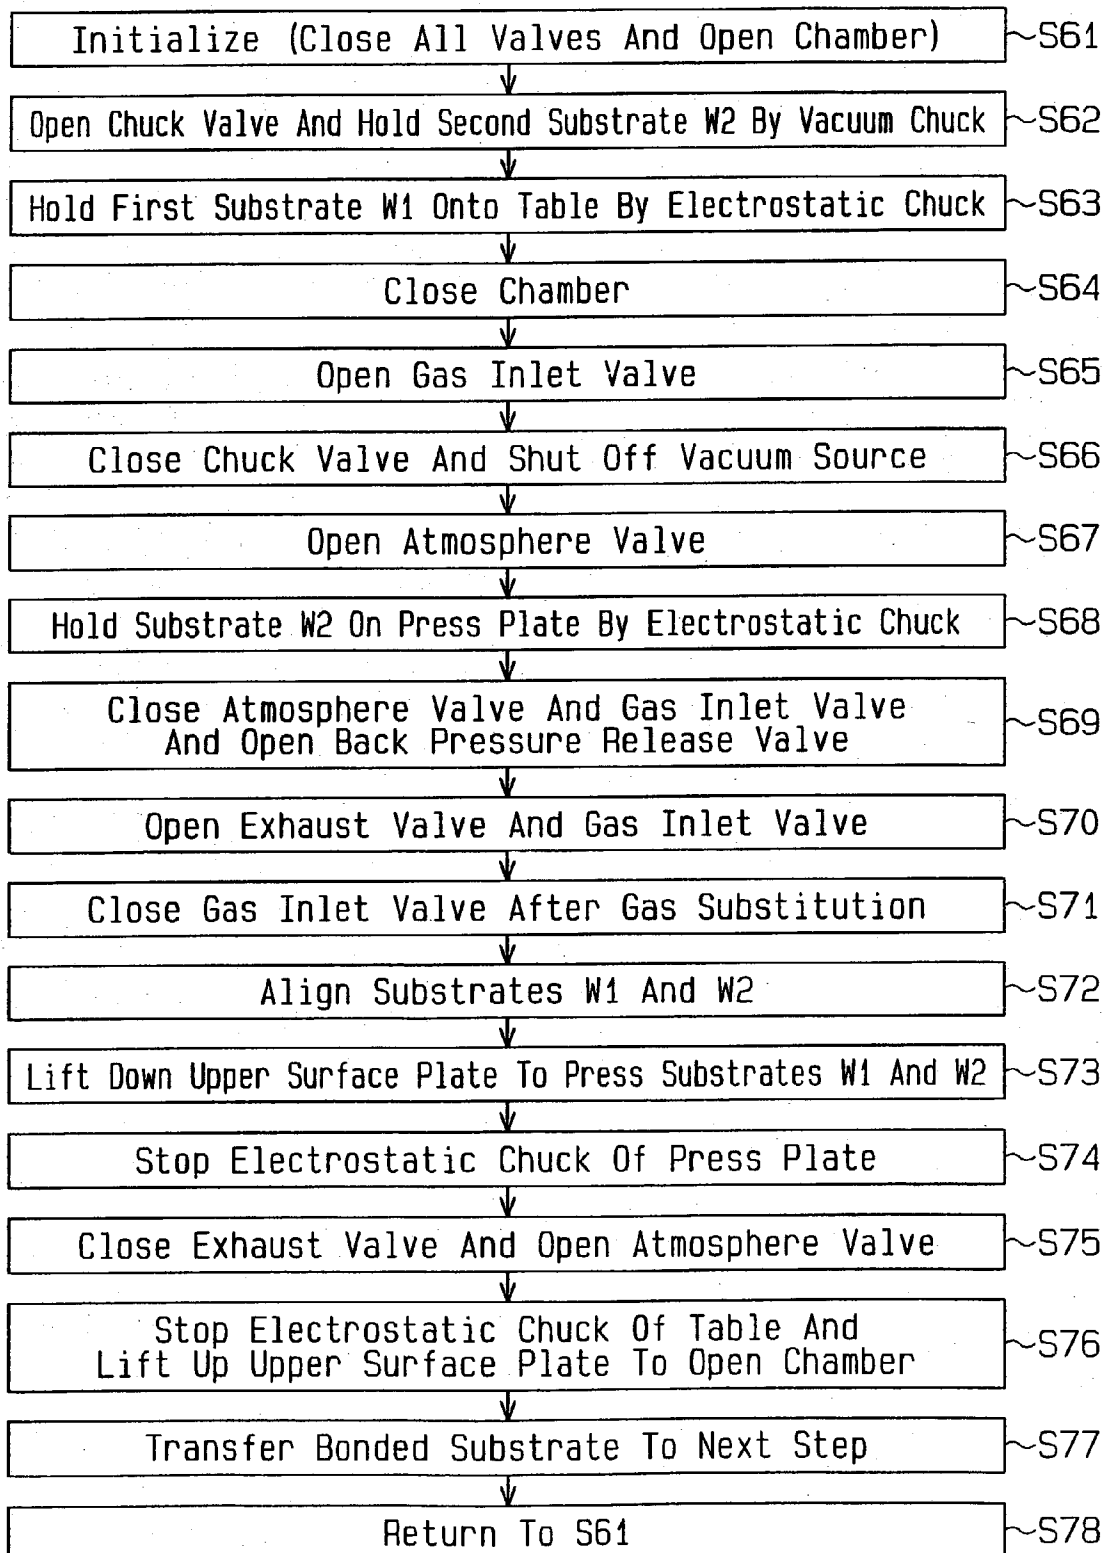 Initialize (Close All Valves And Open Chamber) ~S61
Open Chuck Valve And Hold Second Substrate W2 By Vacuum Chuck ~S62
Hold First Substrate W1 Onto Table By Electrostatic Chuck ~S63
Close Chamber ~S64
Open Gas Inlet Valve ~S65
Close Chuck Valve And Shut Off Vacuum Source ~S66
Open Atmosphere Valve ~S67
Hold Substrate W2 On Press Plate By Electrostatic Chuck ~S68
Close Atmosphere Valve And Gas Inlet Valve
And Open Back Pressure Release Valve ~S69
Open Exhaust Valve And Gas Inlet Valve ~S70
Close Gas Inlet Valve After Gas Substitution ~S71
Align Substrates W1 And W2 ~S72
Lift Down Upper Surface Plate To Press Substrates W1 And W2 ~S73
Stop Electrostatic Chuck Of Press Plate ~S74
Close Exhaust Valve And Open Atmosphere Valve ~S75
Stop Electrostatic Chuck Of Table And
Lift Up Upper Surface Plate To Open Chamber ~S76
Transfer Bonded Substrate To Next Step ~S77
Return To S61 ~S78